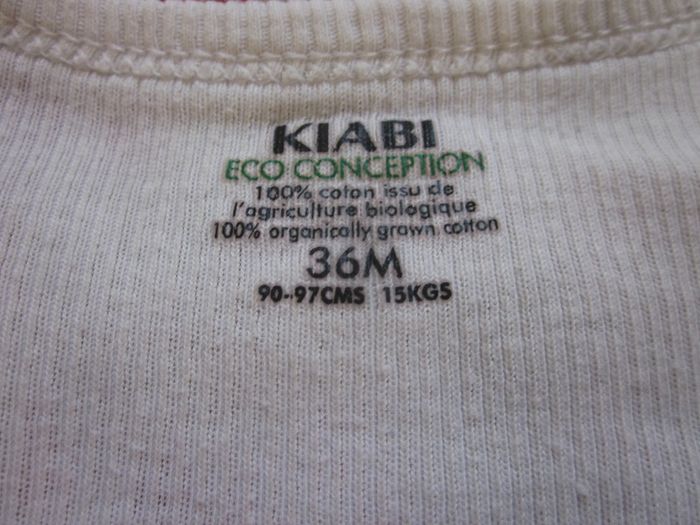 KIABI
ECO CONCEPTION
100% coton issu de
l'agriculture biologique
100% organically grown cotton
36M
90-97CMS 15KGS